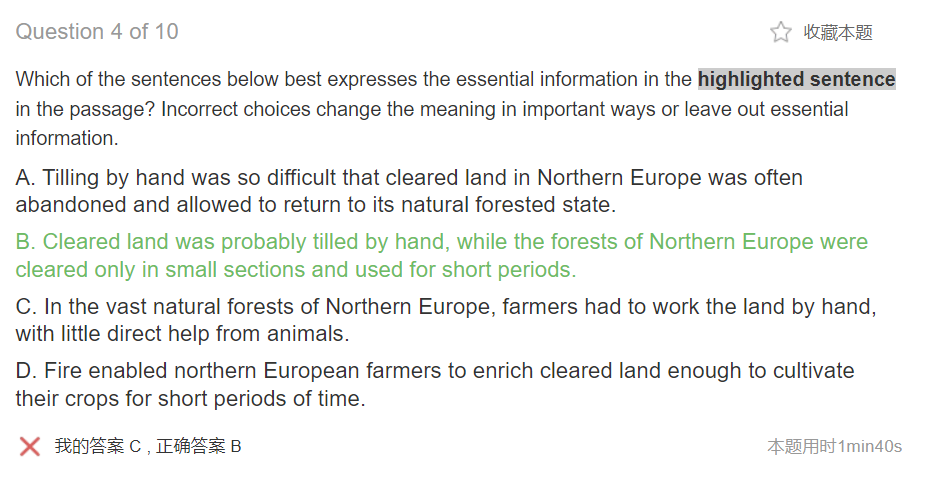 Question 4 of 10
收藏本题
Which of the sentences below best expresses the essential information in the highlighted sentence
in the passage? Incorrect choices change the meaning in important ways or leave out essential
information.
A. Tilling by hand was so difficult that cleared land in Northern Europe was often
abandoned and allowed to return to its natural forested state.
B. Cleared land was probably tilled by hand, while the forests of Northern Europe were
cleared only in small sections and used for short periods.
C. In the vast natural forests of Northern Europe, farmers had to work the land by hand,
with little direct help from animals.
D. Fire enabled northern European farmers to enrich cleared land enough to cultivate
their crops for short periods of time.
我的答案 C , 正确答案 B
本题用时1min40s